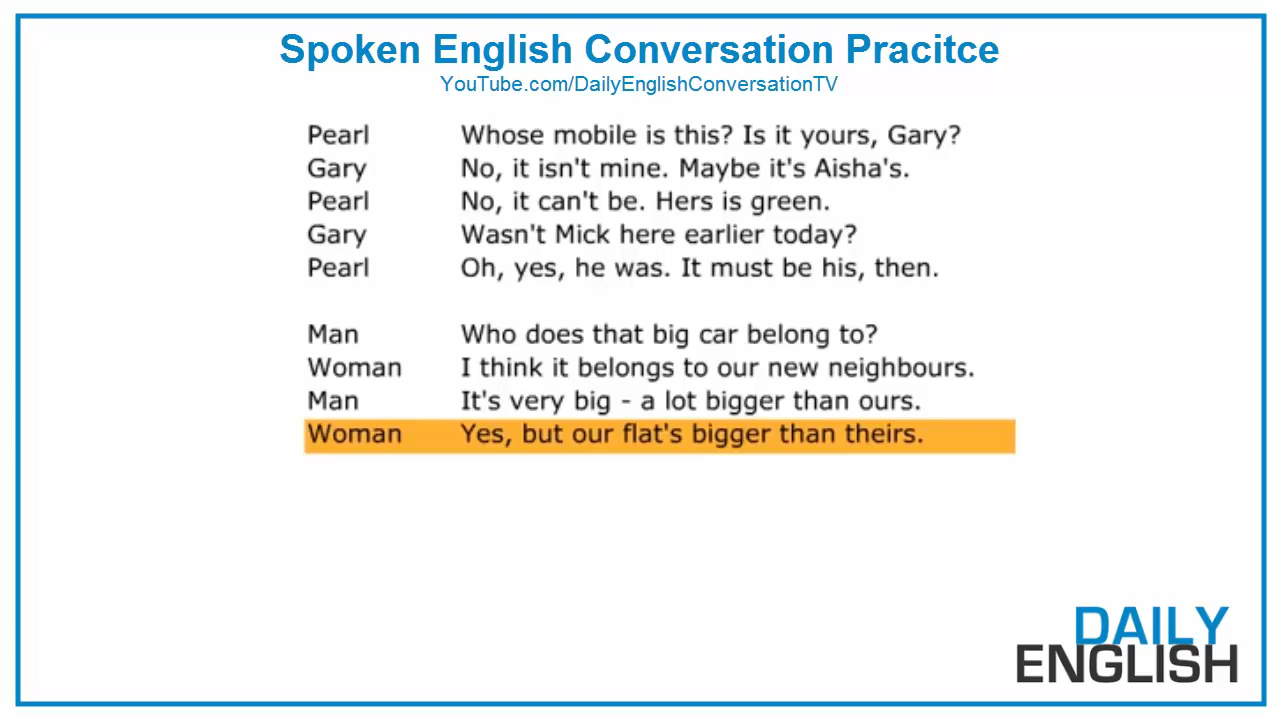 Spoken English Conversation Pracitce
YouTube.com/DailyEnglishConversationTV
Pearl Whose mobile is this? Is it yours, Gary?
Gary No, it isn't mine. Maybe it's Aisha's.
Pearl No, it can't be. Hers is green.
Gary Wasn't Mick here earlier today?
Pearl Oh, yes, he was. It must be his, then.
Man Who does that big car belong to?
Woman I think it belongs to our new neighbours.
Man It's very big - a lot bigger than ours.
Woman Yes, but our flat's bigger than theirs.
DAILY
ENGLISH